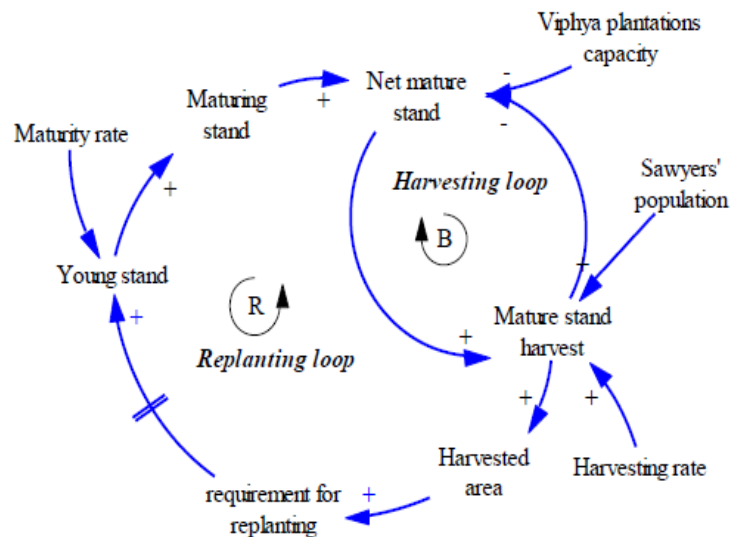 Viphya plantations
capacity
-
Net mature
stand
+
-
Maturing
stand
Maturity rate
+
Harvesting loop
B
Sawyers'
population
+
Young stand
+
R
Replanting loop
+
Mature stand
harvest
+
+
Harvested
area
Harvesting rate
requirement for
replanting
+